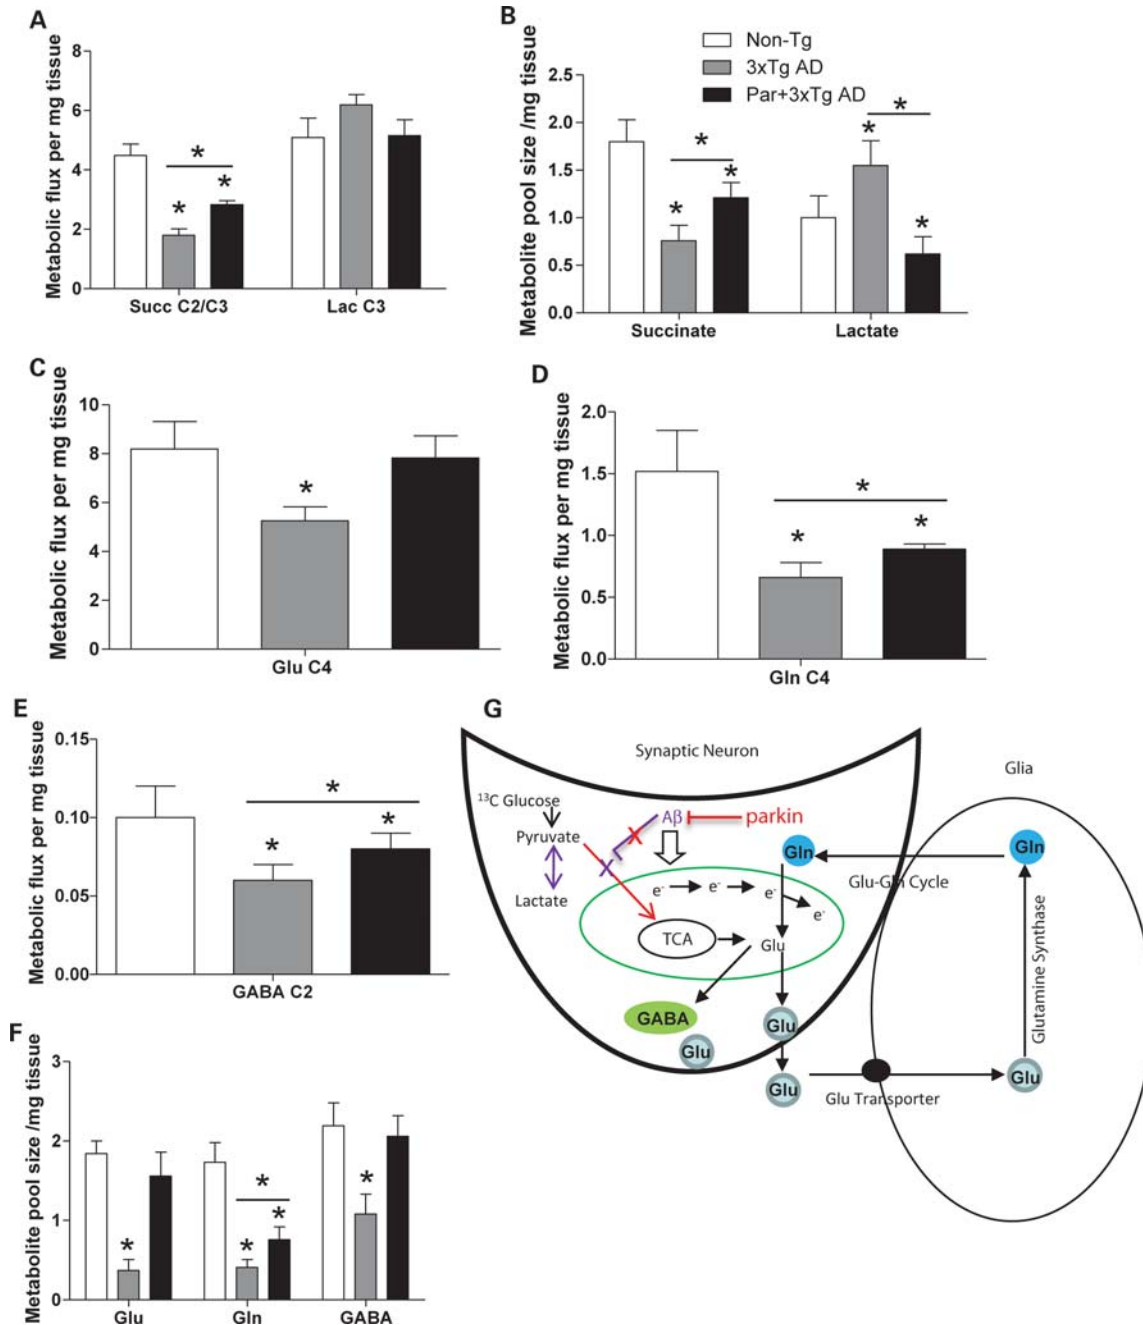 A
Metabolic flux per mg tissue
8
6
4
2
0
*
*
*
Succ C2/C3
Lac C3
B
Non-Tg
3xTg AD
Par+3xTg AD
Metabolite pool size /mg tissue
2.5
2.0
1.5
1.0
0.5
0.0
*
*
*
*
*
*
Succinate
Lactate
C
Metabolic flux per mg tissue
10
8
6
4
2
0
*
Glu C4
D
Metabolic flux per mg tissue
2.0
1.5
1.0
0.5
0.0
*
*
*
Gln C4
E
Metabolic flux per mg tissue
0.15
0.10
0.05
0.00
*
*
*
GABA C2
F
Metabolite pool size /mg tissue
3
2
1
0
*
*
*
*
*
Glu
Gln
GABA
G
Synaptic Neuron
Glia
13C Glucose
Pyruvate
Lactate
Aβ
parkin
X
X
Gln
Gln
Glu-Gln Cycle
e-
e-
e-
e-
TCA
Glu
GABA
Glu
Glu
Glu
Glu
Glu Transporter
Glutamine Synthase